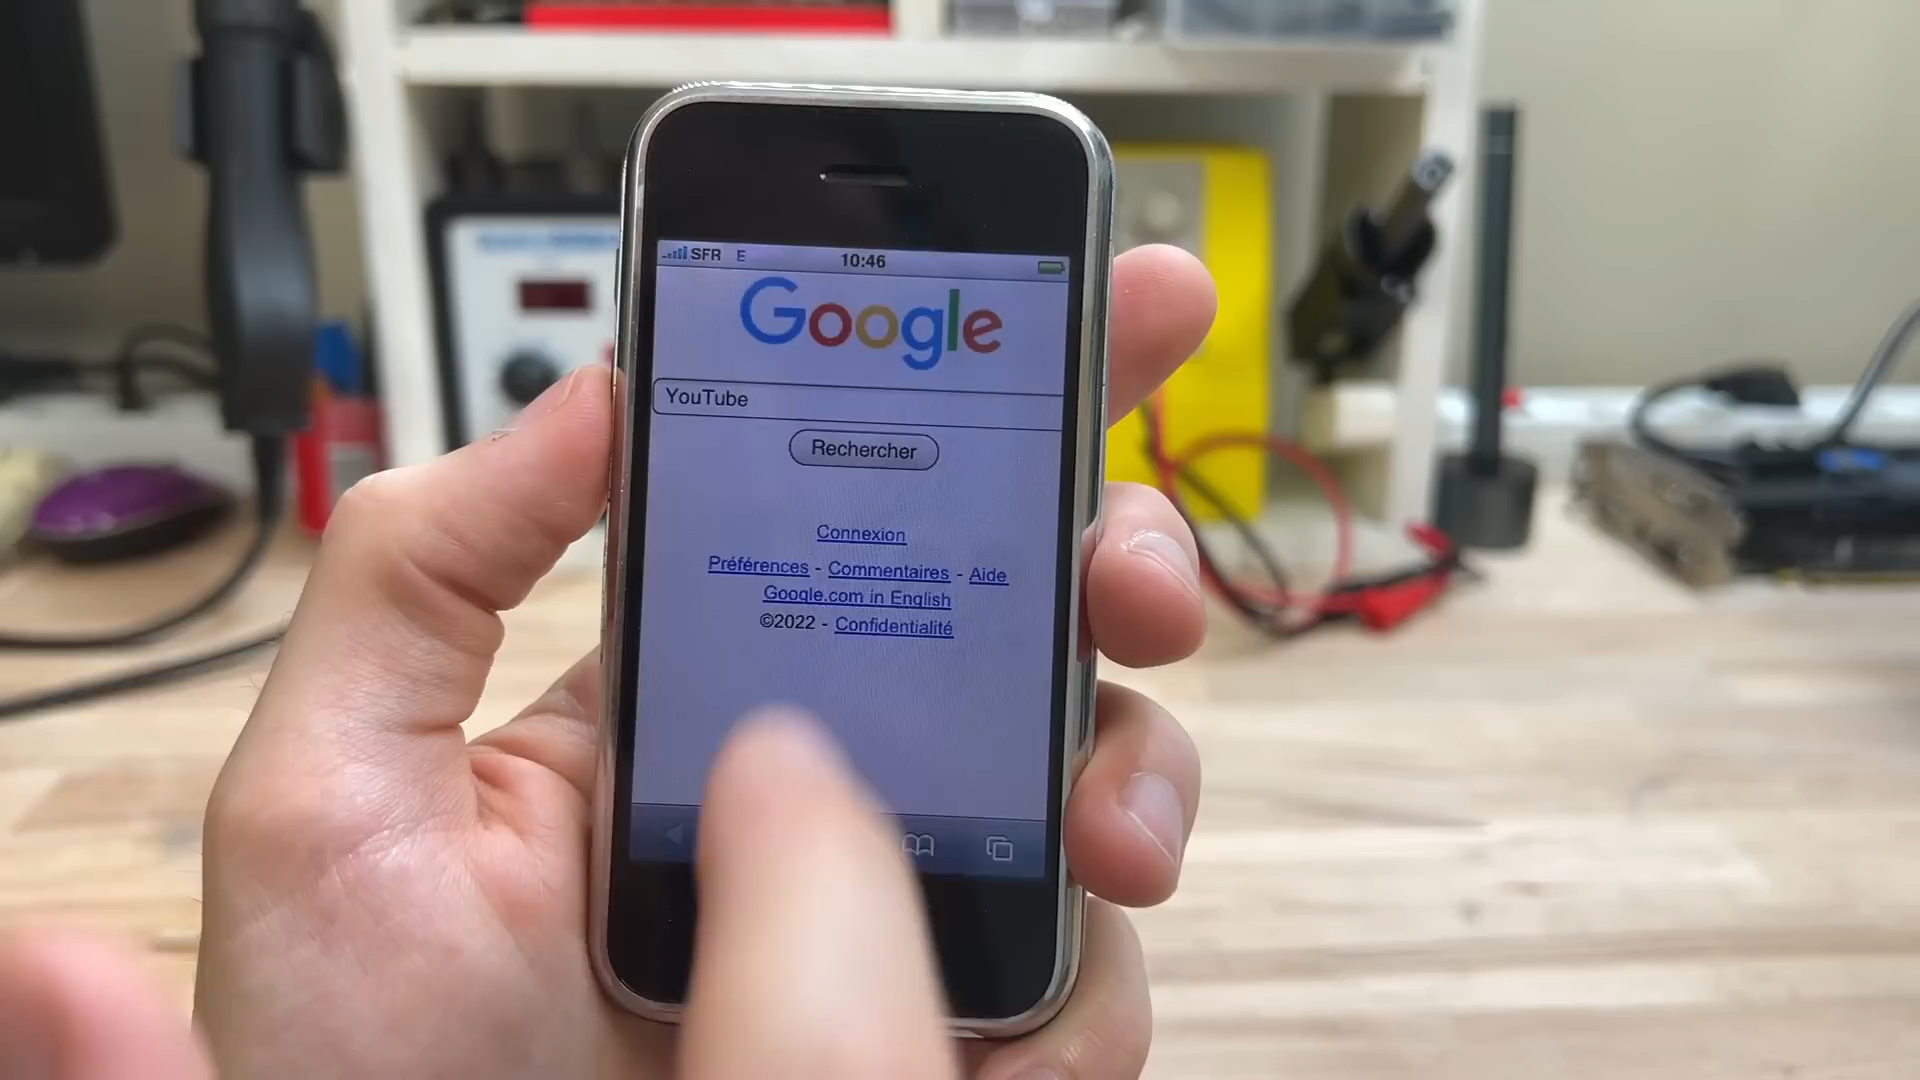 SFR E 10:46
Google
YouTube
Rechercher
Connexion
Préférences - Commentaires - Aide
Google.com in English
©2022 - Confidentialité